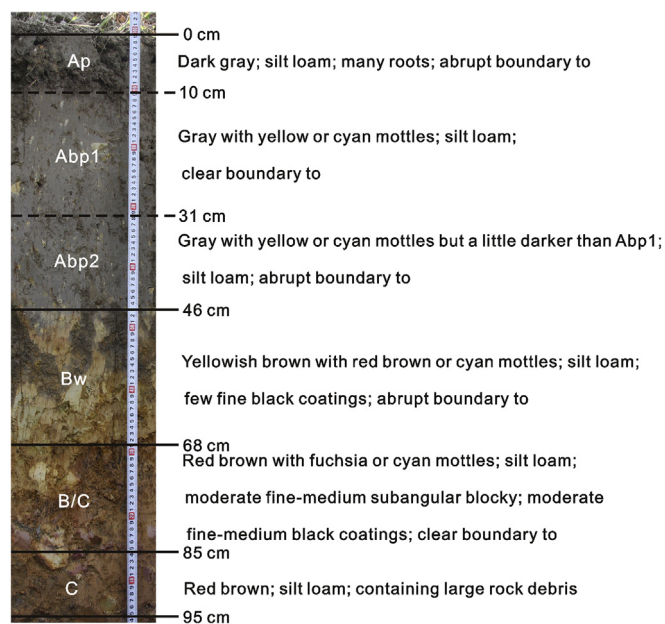 0 cm
Ap
Dark gray; silt loam; many roots; abrupt boundary to
10 cm
Gray with yellow or cyan mottles; silt loam;
Abp1
clear boundary to
31 cm
Gray with yellow or cyan mottles but a little darker than Abp1;
Abp2
silt loam; abrupt boundary to
46 cm
Yellowish brown with red brown or cyan mottles; silt loam;
Bw
few fine black coatings; abrupt boundary to
68 cm
Red brown with fuchsia or cyan mottles; silt loam;
B/C
moderate fine-medium subangular blocky; moderate
fine-medium black coatings; clear boundary to
85 cm
C
Red brown; silt loam; containing large rock debris
95 cm